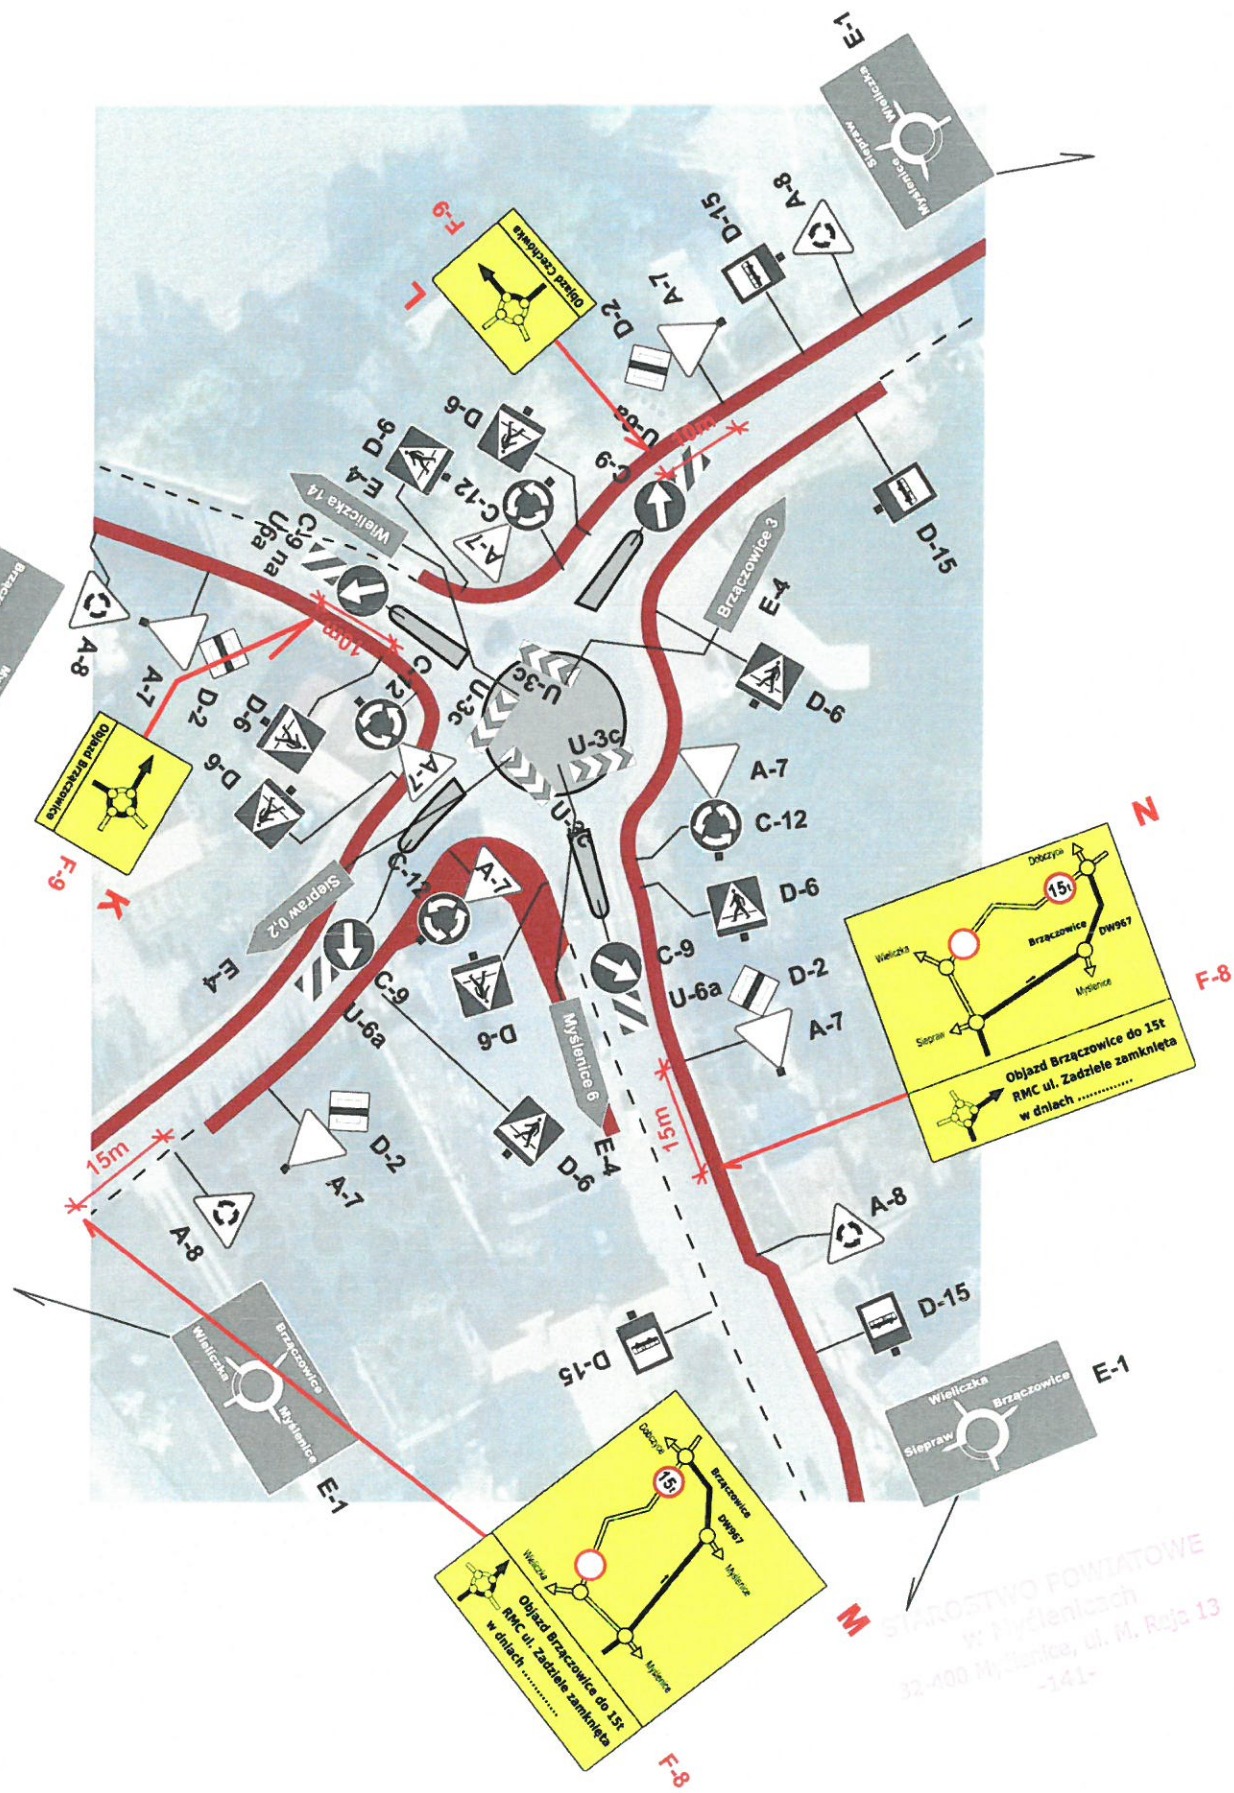 E-1
Wieliczka
Siepraw
Myślenice
A-8
D-15
F-9
L
Objazd Czechówka
A-7
D-2
D-6
U-6a
10m
C-9
D-6
E-4
Wieliczka 14
C-12
A-7
D-15
C-9 na
U6a
Brzączowice 3
E-4
A-8
A-7
D-2
10m
D-6
D-6
C-12
A-7
U-3c
U-3c
U-3c
U-3c
D-6
Objazd Brzączowice
F-9
K
A-7
C-12
D-6
C-9
U-6a
D-2
A-7
Siepraw 0,2
E-4
C-12
A-7
C-9
U-6a
D-6
Myślenice 6
E-4
D-6
D-2
A-7
15m
A-8
15m
N
F-8
Dobczyce
15t
Wieliczka
Brzączowice
DW967
Myślenice
Siepraw
Objazd Brzączowice do 15t
RMC ul. Zadziele zamknięta
w dniach .............
A-8
D-15
D-15
E-1
Wieliczka
Brzączowice
Siepraw
Wieliczka
Brzączowice
Myślenice
E-1
M
F-8
Dobczyce
15t
Brzączowice
DW967
Myślenice
Wieliczka
Myślenice
Objazd Brzączowice do 15t
RMC ul. Zadziele zamknięta
w dniach .............
STAROSTWO POWIATOWE
w Myślenicach
32-400 Myślenice, ul. M. Reja 13
-141-